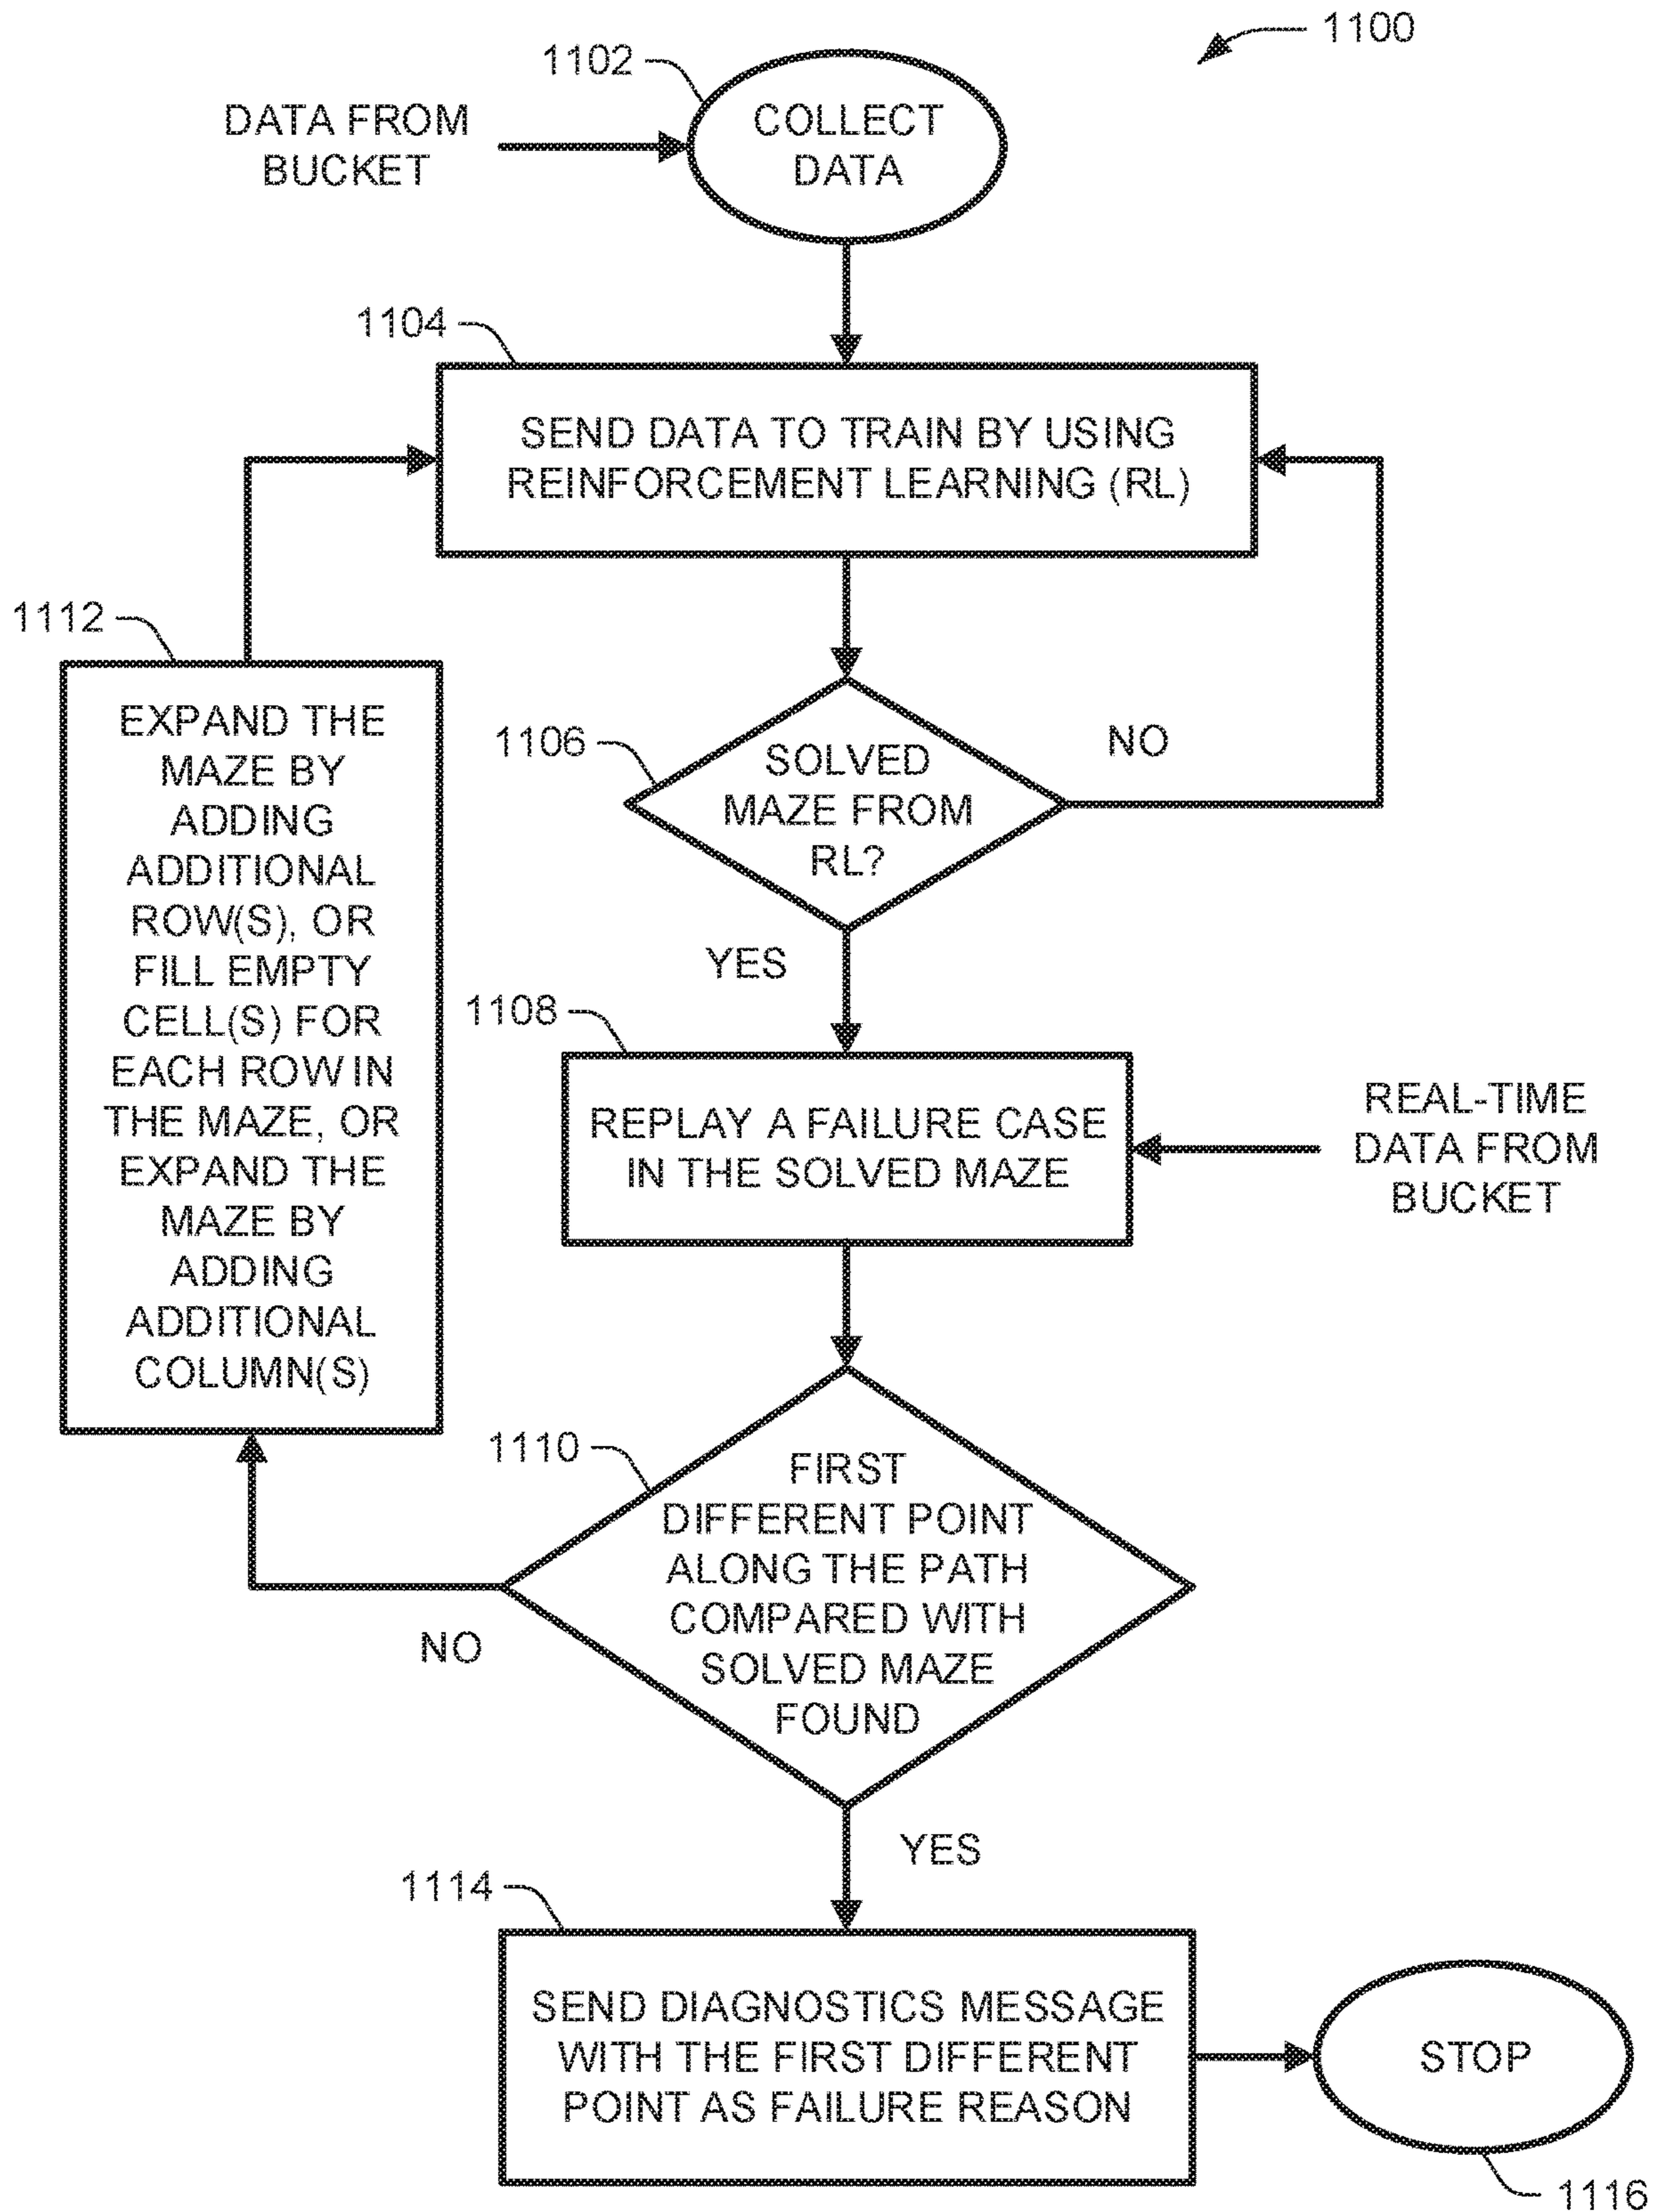 1100
1102
DATA FROM
BUCKET
COLLECT
DATA
1104
SEND DATA TO TRAIN BY USING
REINFORCEMENT LEARNING (RL)
1112
EXPAND THE
MAZE BY
ADDING
ADDITIONAL
ROW(S), OR
FILL EMPTY
CELL(S) FOR
EACH ROW IN
THE MAZE, OR
EXPAND THE
MAZE BY
ADDING
ADDITIONAL
COLUMN(S)
1106
SOLVED
MAZE FROM
RL?
NO
YES
1108
REPLAY A FAILURE CASE
IN THE SOLVED MAZE
REAL-TIME
DATA FROM
BUCKET
1110
FIRST
DIFFERENT POINT
ALONG THE PATH
COMPARED WITH
SOLVED MAZE
FOUND
NO
YES
1114
SEND DIAGNOSTICS MESSAGE
WITH THE FIRST DIFFERENT
POINT AS FAILURE REASON
STOP
1116